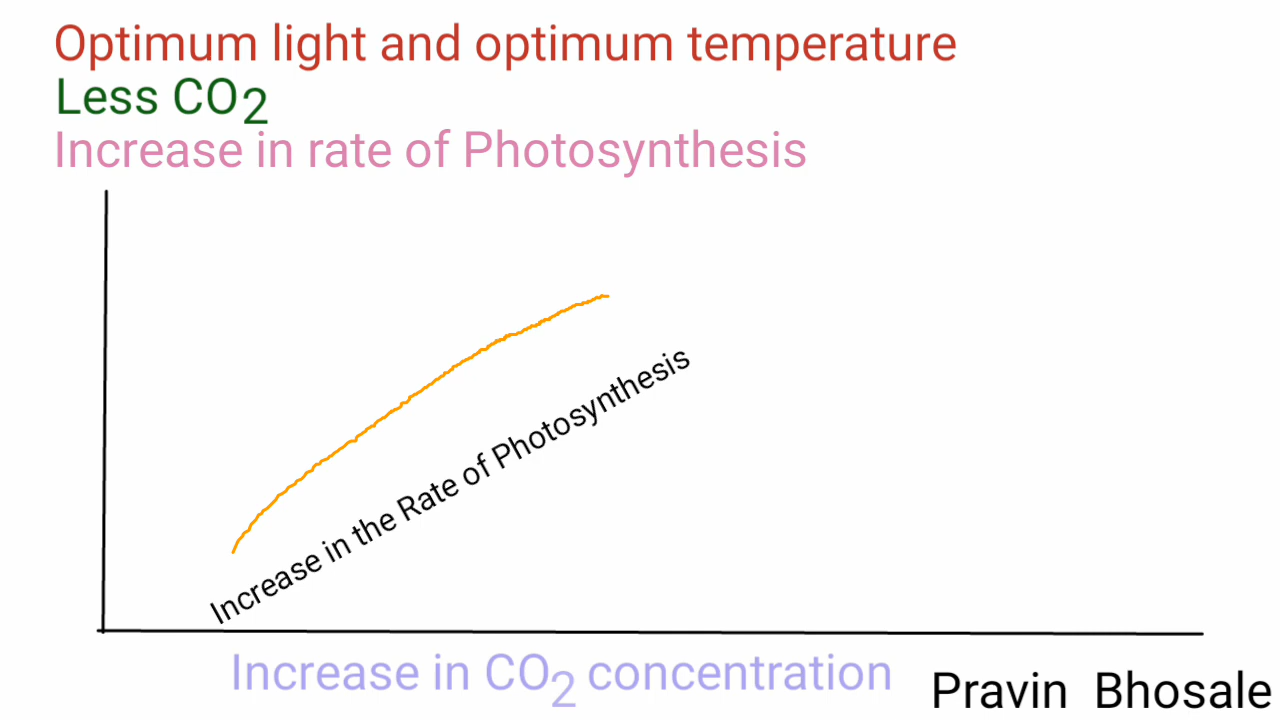 Optimum light and optimum temperature
Less CO2
Increase in rate of Photosynthesis
Increase in the Rate of Photosynthesis
Increase in CO2 concentration
Pravin Bhosale